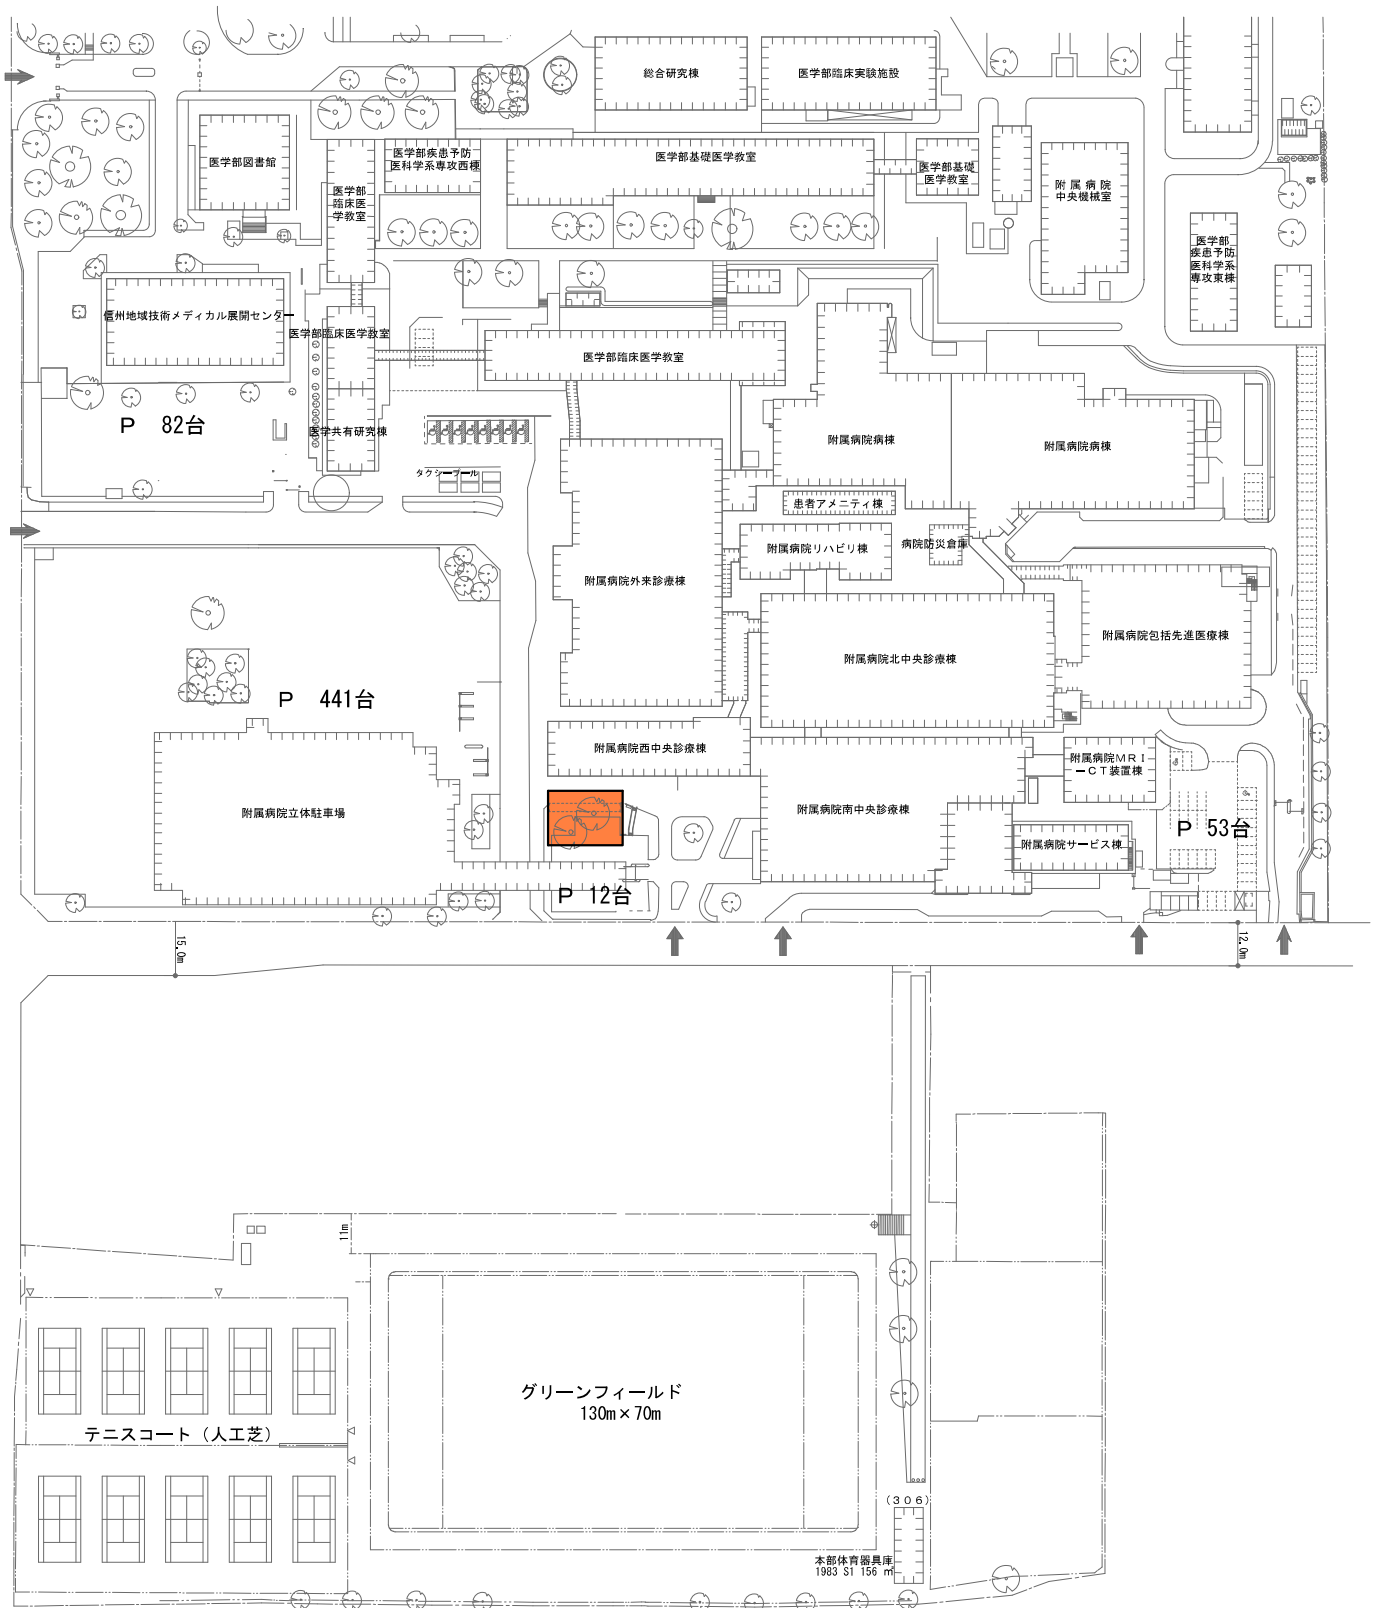 総合研究棟
医学部臨床実験施設
医学部図書館
医学部疾患予防
医科学系専攻西棟
医学部基礎医学教室
医学部基礎
医学教室
医学部
臨床医
学教室
附属病院
中央機械室
医学部
疾患予防
医科学系
専攻東棟
信州地域技術メディカル展開センター
医学部臨床医学教室
医学部臨床医学教室
P 82台
医学共有研究棟
附属病院病棟
附属病院病棟
タクシープール
患者アメニティ棟
附属病院リハビリ棟
病院防災倉庫
附属病院外来診療棟
附属病院包括先進医療棟
附属病院北中央診療棟
P 441台
附属病院西中央診療棟
附属病院MRI
－CT装置棟
附属病院立体駐車場
附属病院南中央診療棟
P 53台
附属病院サービス棟
P 12台
15.0m
12.0m
11m
グリーンフィールド
130m×70m
テニスコート（人工芝）
(306)
本部体育器具庫
1983 S1 156 ㎡